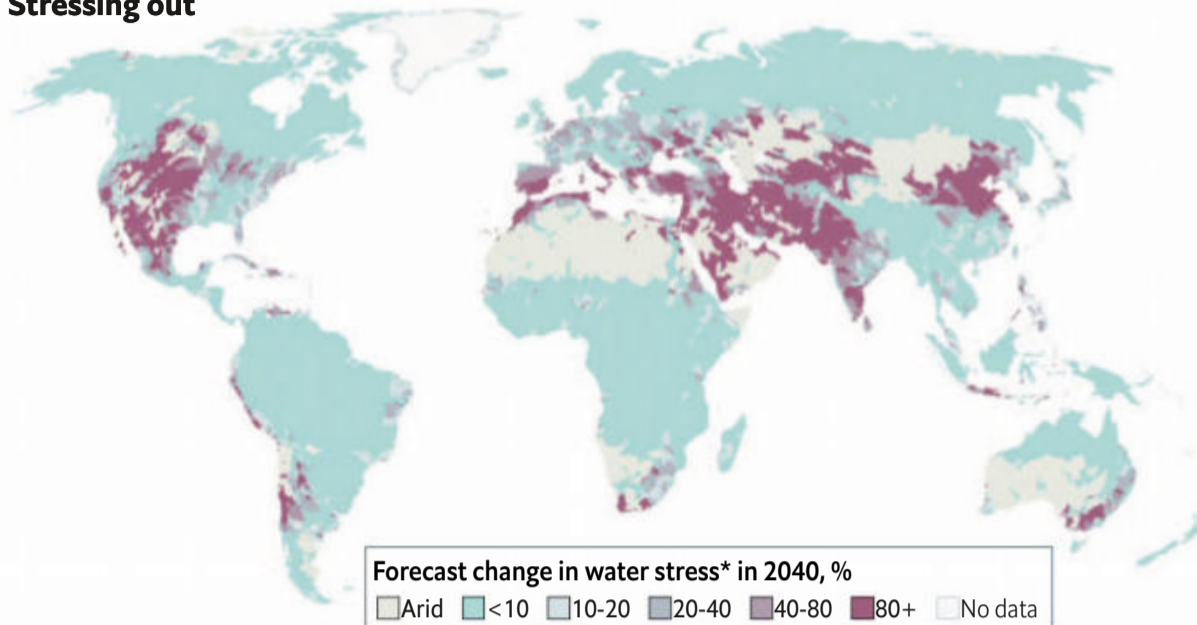 Stressing out
Forecast change in water stress* in 2040, %
Arid <10 10-20 20-40 40-80 80+ No data